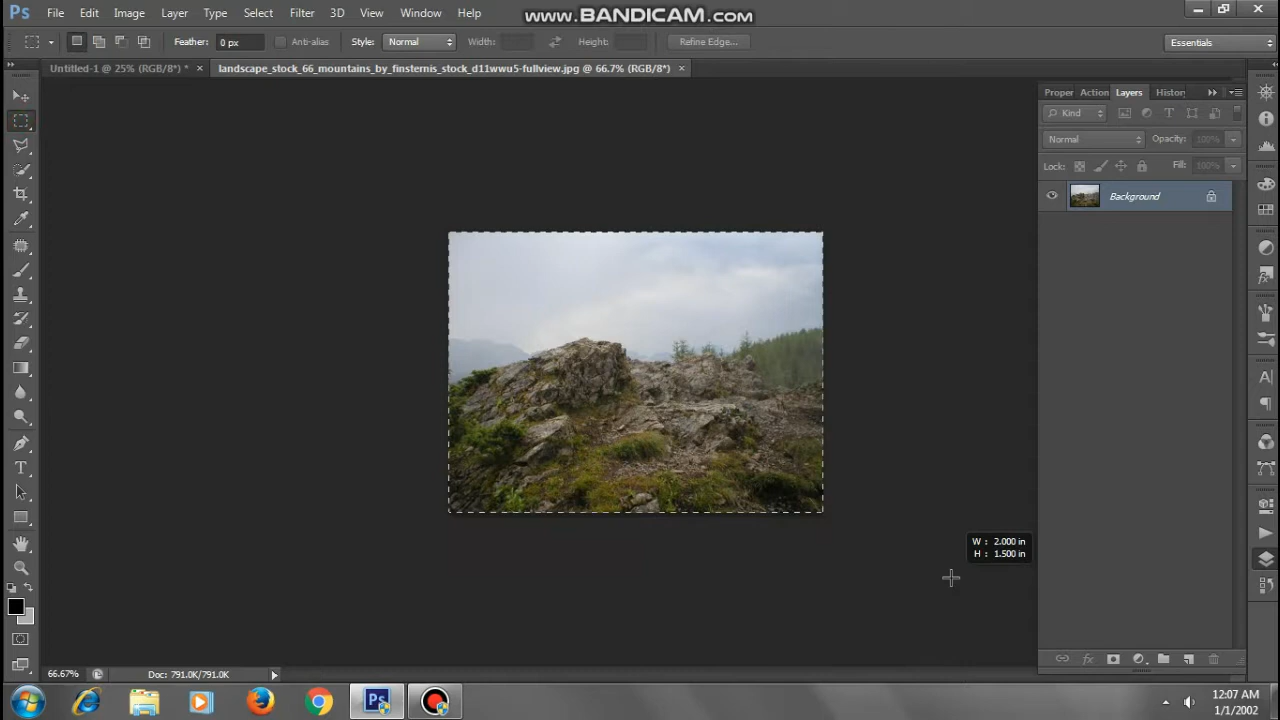 Ps File Edit Image Layer Type Select Filter 3D View Window Help
www.BANDICAM.com
Feather: 0 px Anti-alias Style: Normal Width: Height: Refine Edge... Essentials
Untitled-1 @ 25% (RGB/8*) * × landscape_stock_66_mountains_by_finsternis_stock_d11wwu5-fullview.jpg @ 66.7% (RGB/8*) ×
Proper Action Layers Histor
Kind
Normal Opacity: 100%
Lock: Fill: 100%
Background
W : 2.000 in
H : 1.500 in
66.67% Doc: 791.0K/791.0K
Ps
12:07 AM
1/1/2002